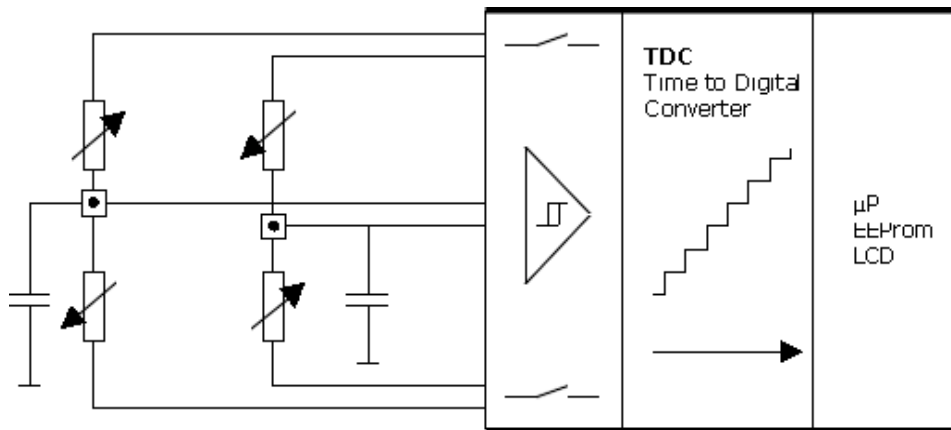 TDC
Time to Digital
Converter
µP
EEProm
LCD